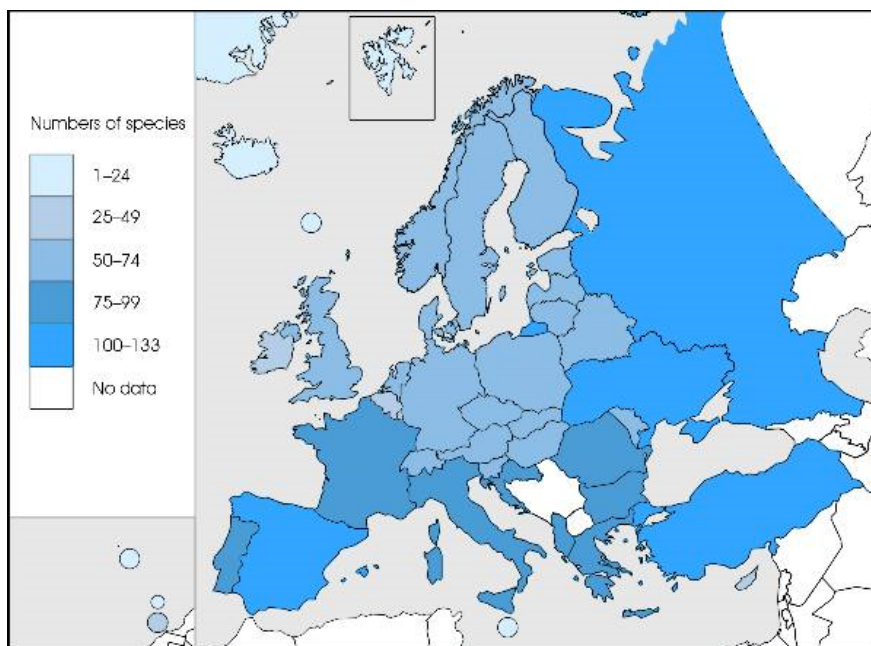 Numbers of species
1–24
25–49
50–74
75–99
100–133
No data